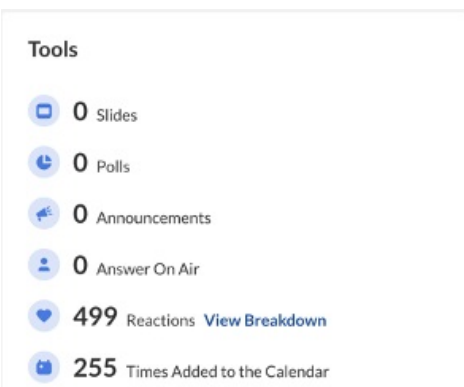 Tools
0 Slides
0 Polls
0 Announcements
0 Answer On Air
499 Reactions View Breakdown
255 Times Added to the Calendar